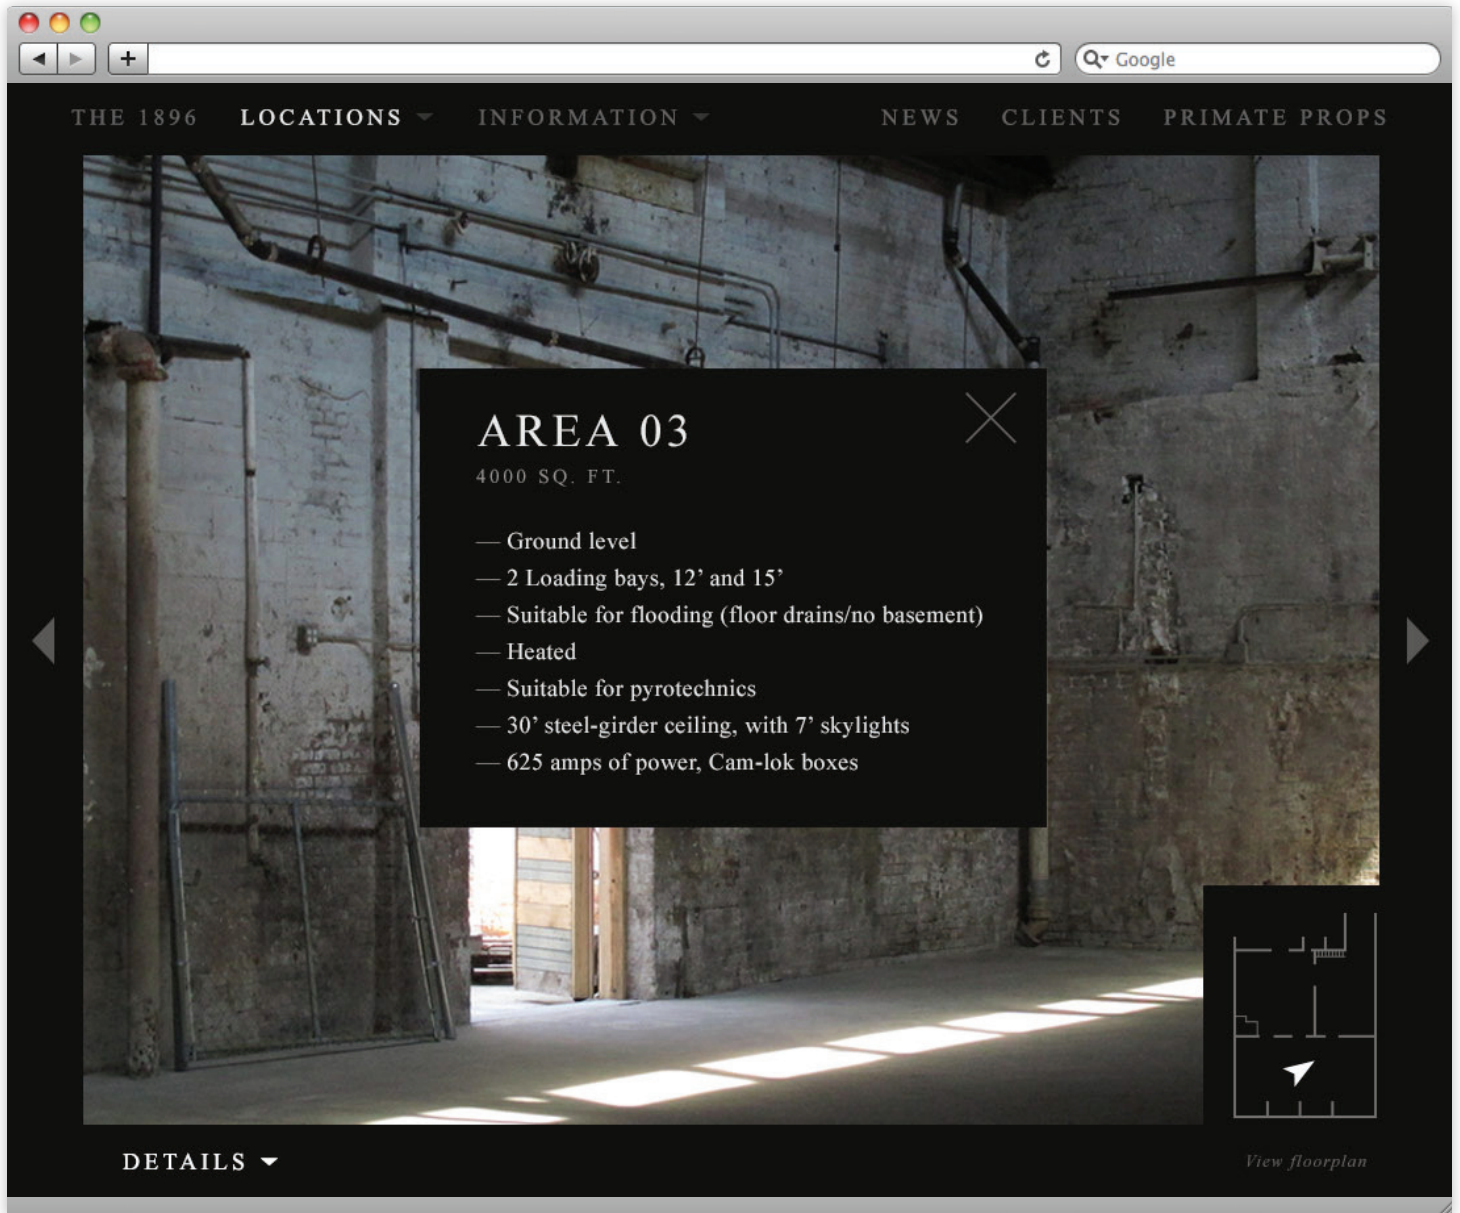 Google
THE 1896 LOCATIONS INFORMATION NEWS CLIENTS PRIMATE PROPS
AREA 03
4000 SQ. FT.
— Ground level
— 2 Loading bays, 12’ and 15’
— Suitable for flooding (floor drains/no basement)
— Heated
— Suitable for pyrotechnics
— 30’ steel-girder ceiling, with 7’ skylights
— 625 amps of power, Cam-lok boxes
DETAILS
View floorplan